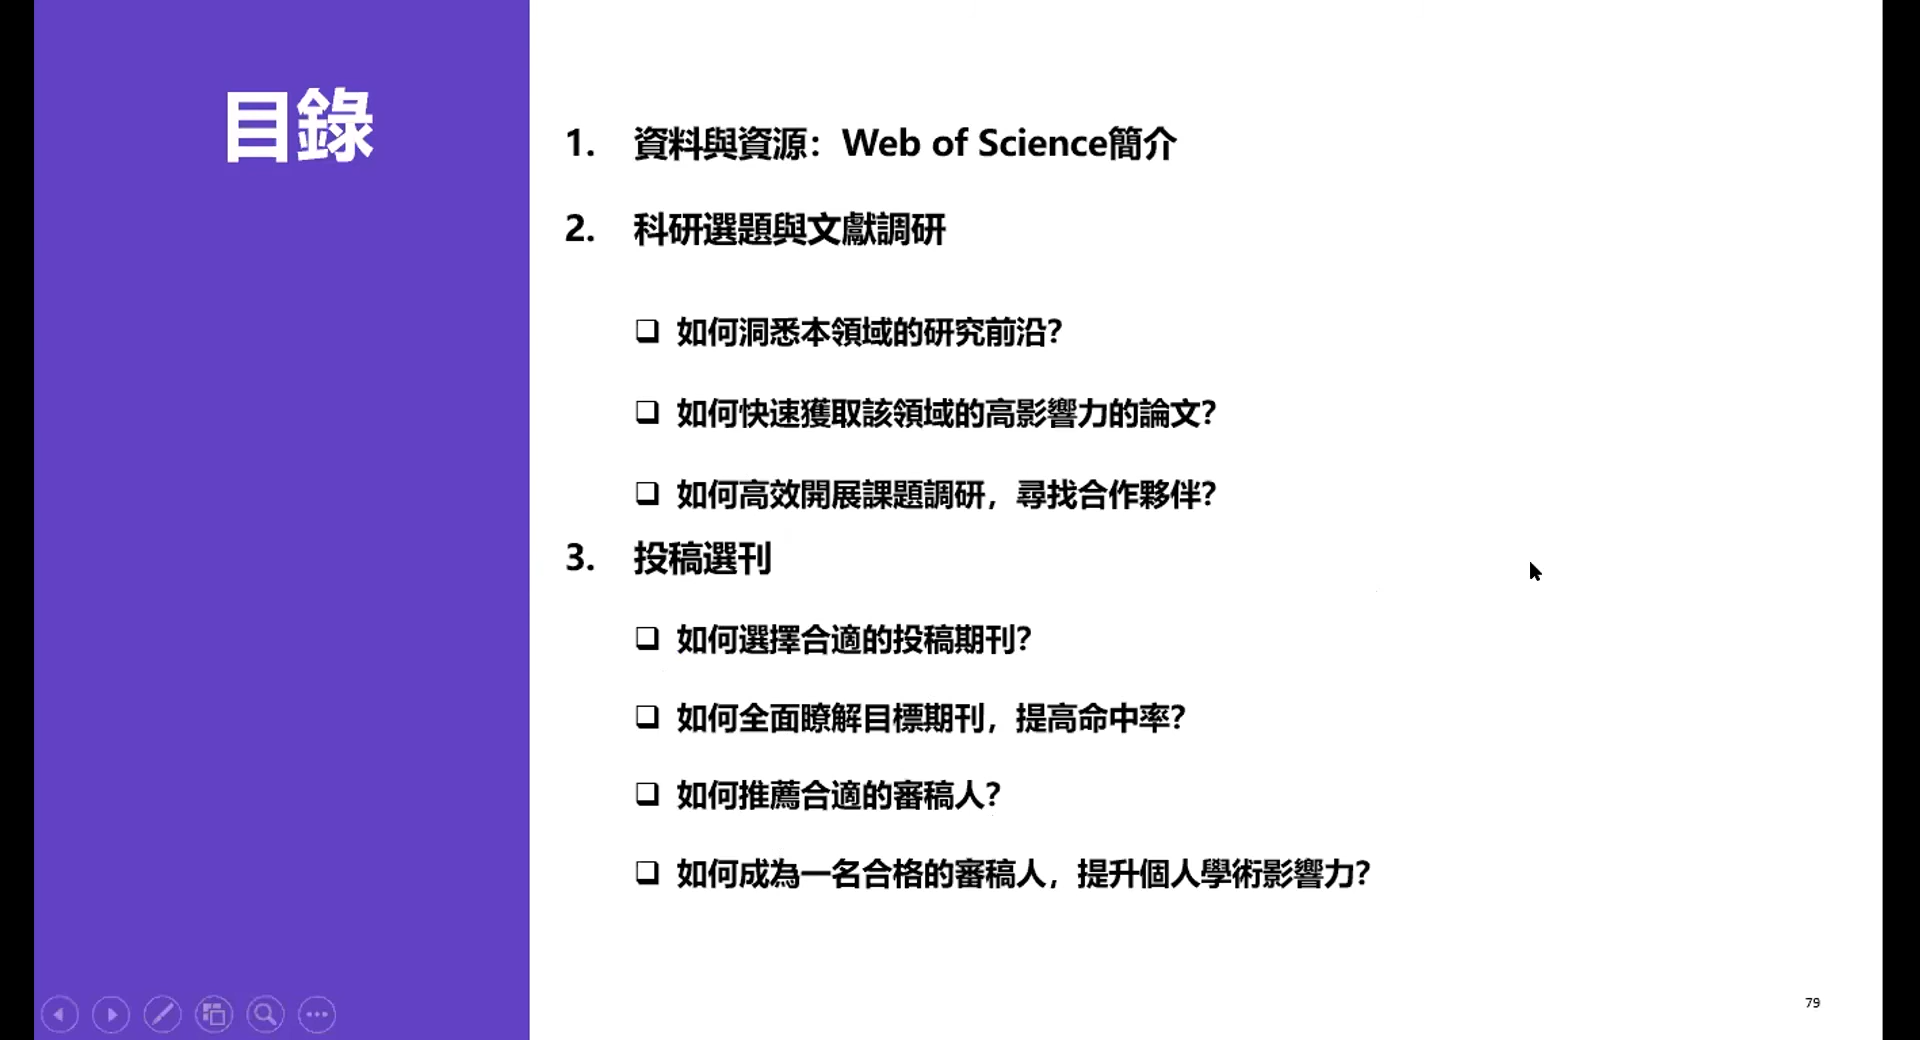 目錄
1. 資料與資源：Web of Science簡介
2. 科研選題與文獻調研
❑ 如何洞悉本領域的研究前沿?
❑ 如何快速獲取該領域的高影響力的論文?
❑ 如何高效開展課題調研，尋找合作夥伴?
3. 投稿選刊
❑ 如何選擇合適的投稿期刊?
❑ 如何全面瞭解目標期刊，提高命中率?
❑ 如何推薦合適的審稿人?
❑ 如何成為一名合格的審稿人，提升個人學術影響力?
79